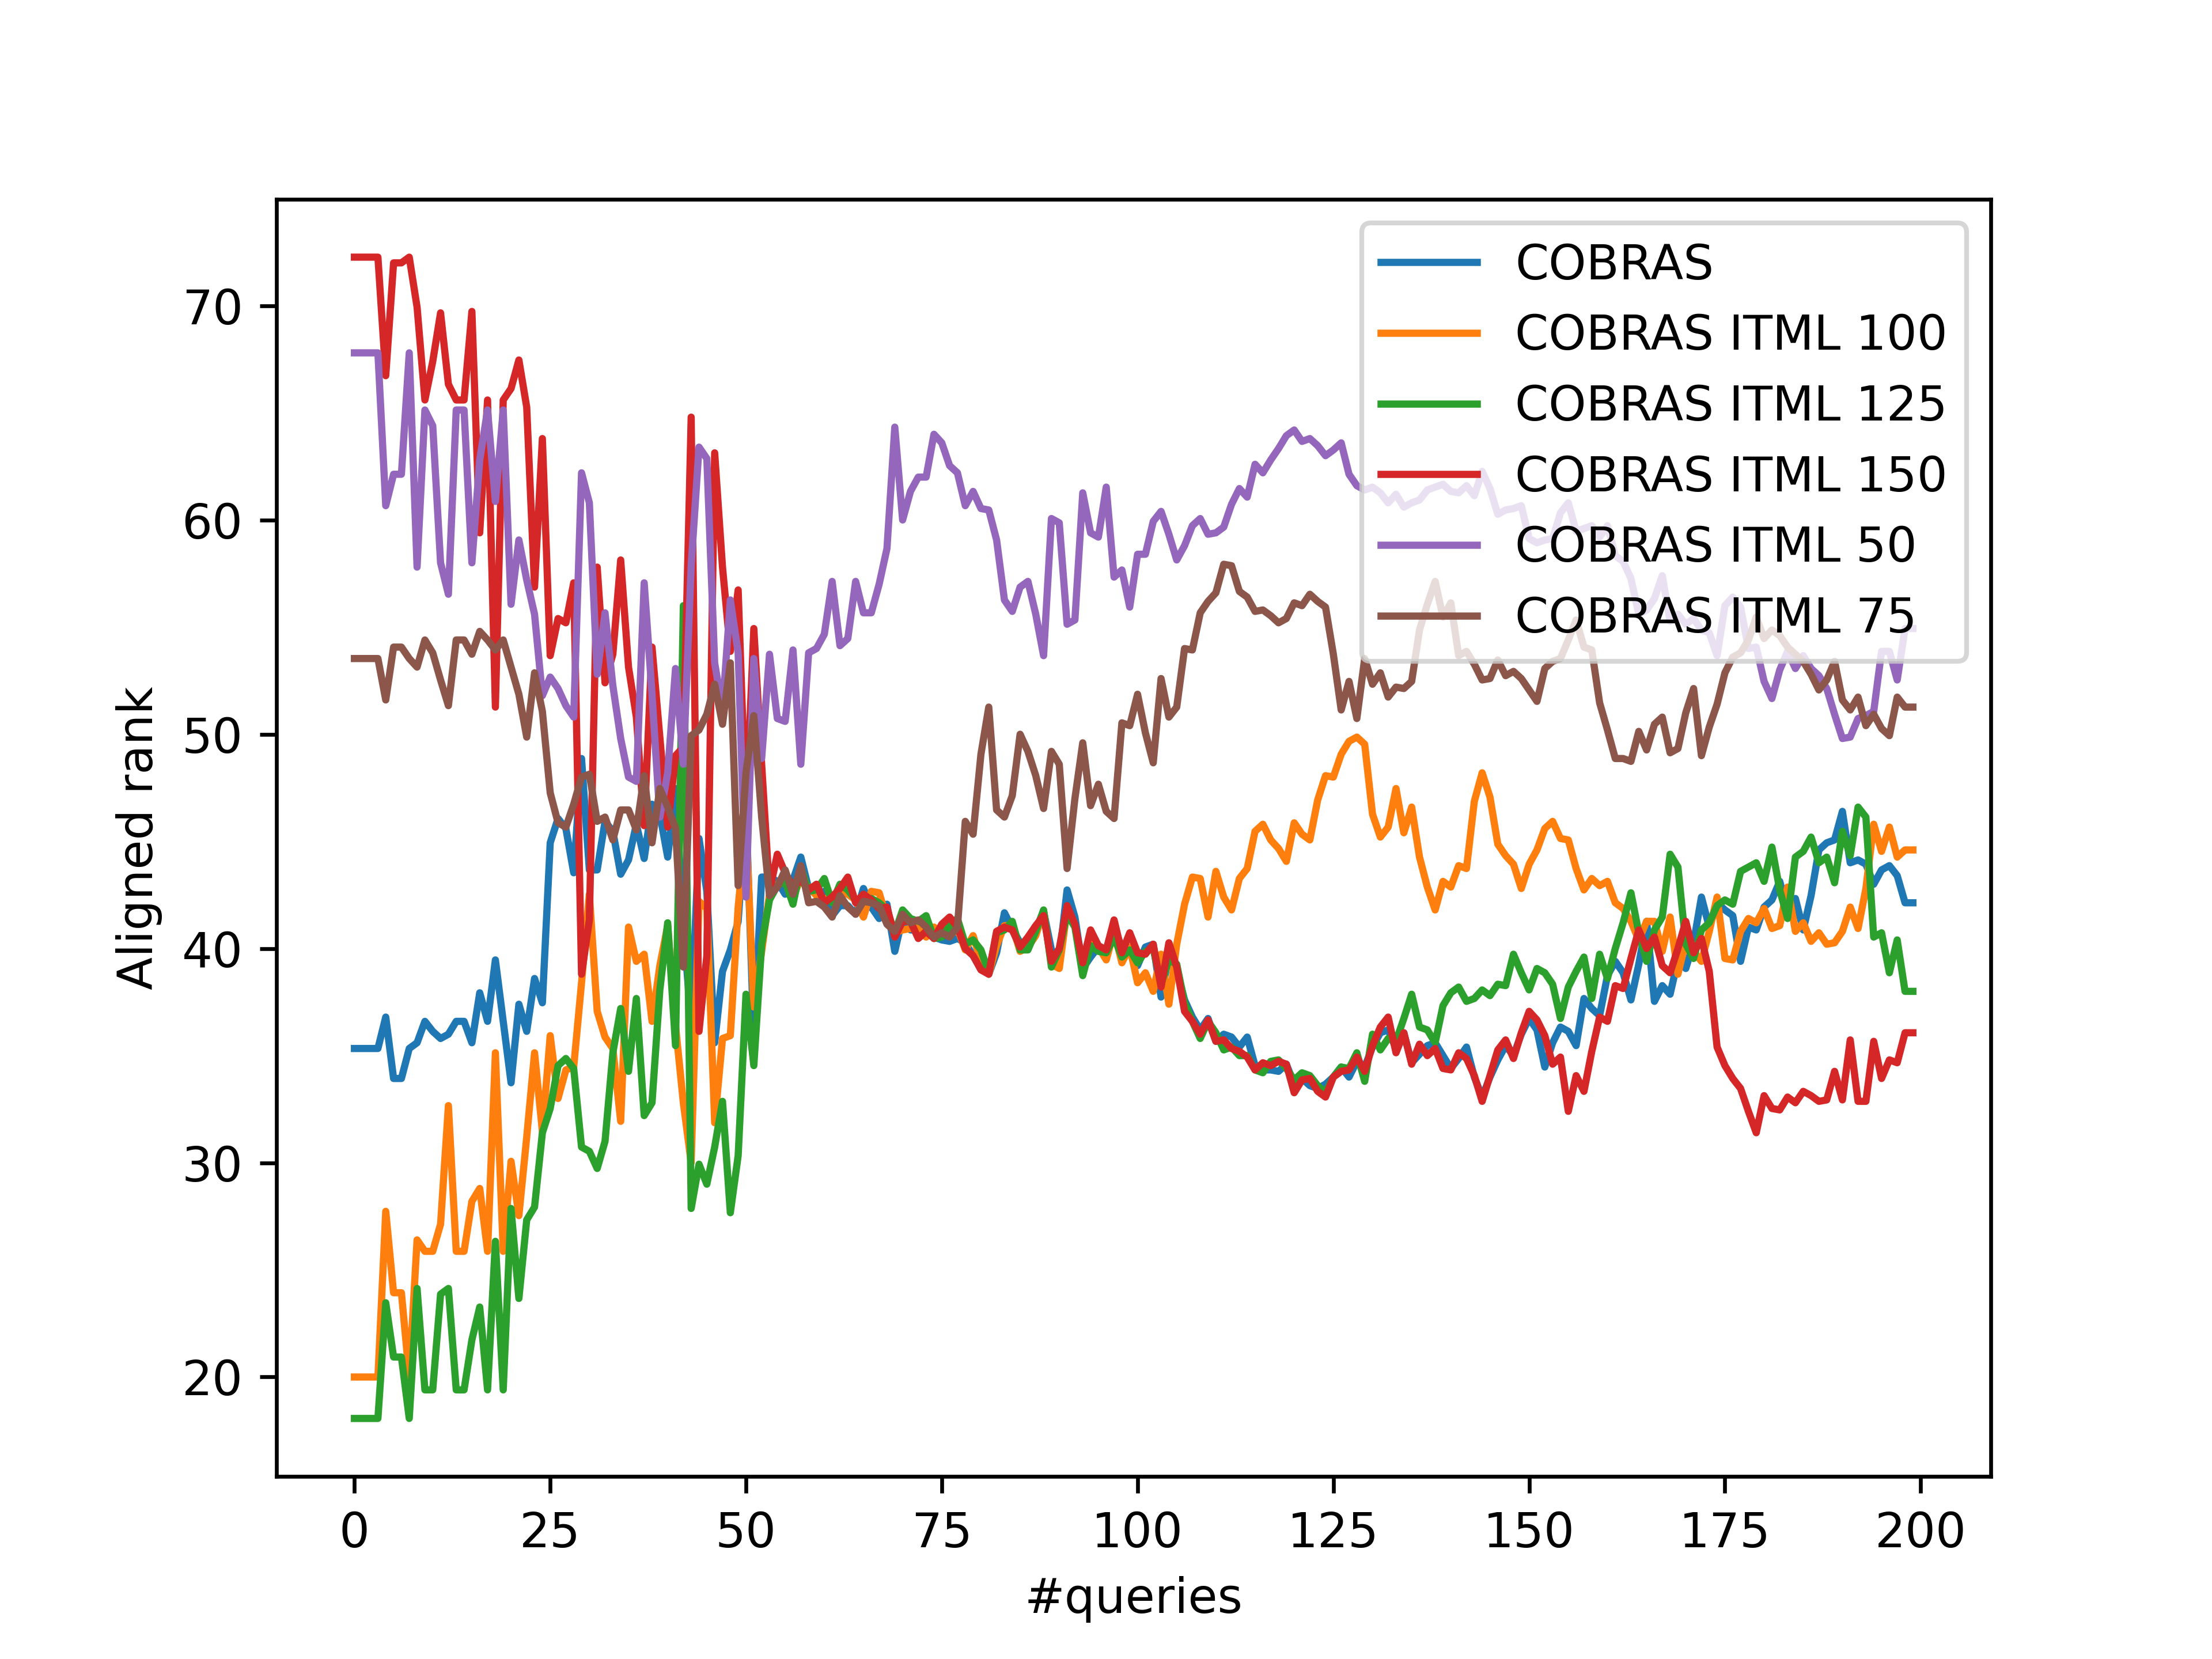 COBRAS
COBRAS ITML 100
COBRAS ITML 125
COBRAS ITML 150
COBRAS ITML 50
COBRAS ITML 75
Aligned rank
70
60
50
40
30
20
0 25 50 75 100 125 150 175 200
#queries